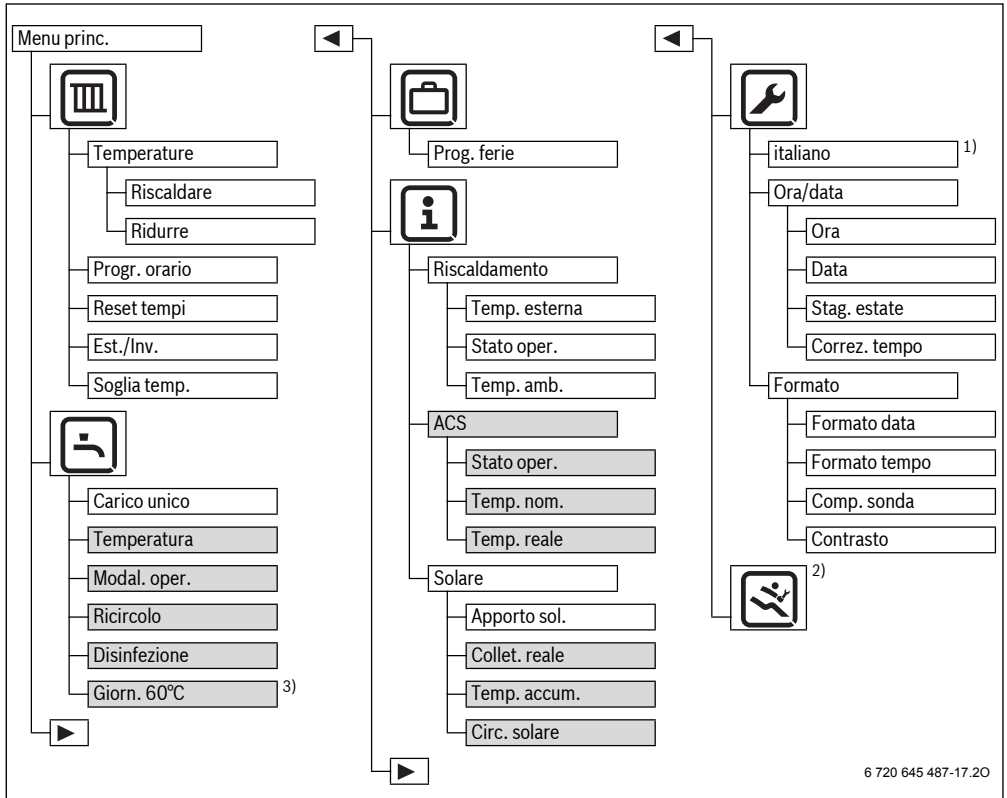 Menu princ.
Temperature
Riscaldare
Ridurre
Progr. orario
Reset tempi
Est./Inv.
Soglia temp.
Carico unico
Temperatura
Modal. oper.
Ricircolo
Disinfezione
Giorn. 60°C 3)
Prog. ferie
Riscaldamento
Temp. esterna
Stato oper.
Temp. amb.
ACS
Stato oper.
Temp. nom.
Temp. reale
Solare
Apporto sol.
Collet. reale
Temp. accum.
Circ. solare
italiano 1)
Ora/data
Ora
Data
Stag. estate
Correz. tempo
Formato
Formato data
Formato tempo
Comp. sonda
Contrasto
2)
6 720 645 487-17.2O